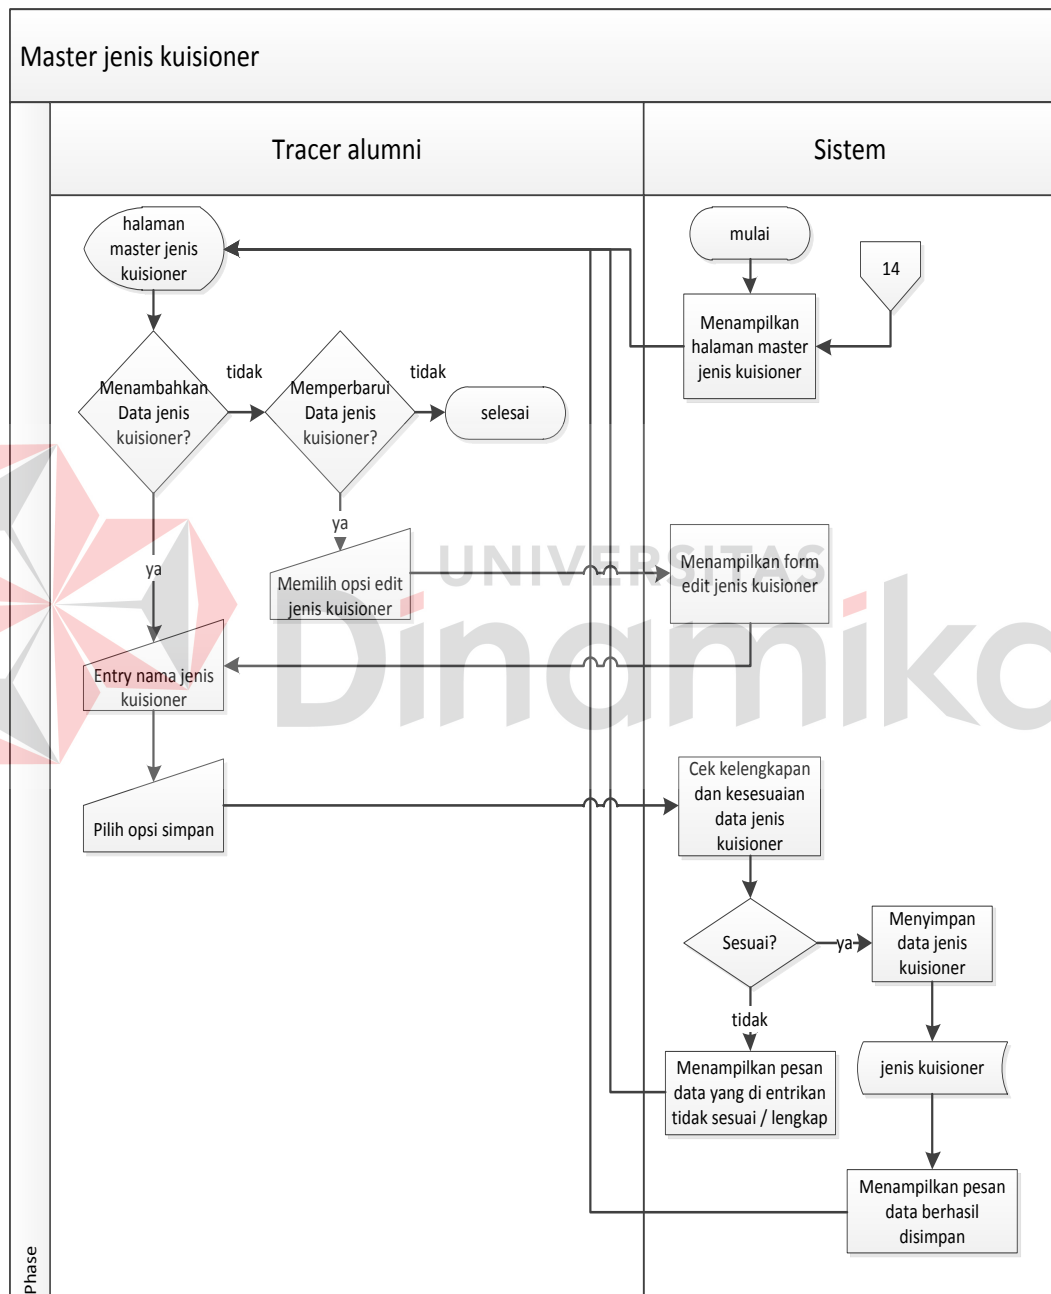 Master jenis kuisioner
Tracer alumni
Sistem
halaman
master jenis
kuisioner
mulai
14
Menampilkan
halaman master
jenis kuisioner
Menambahkan
Data jenis
kuisioner?
tidak
Memperbarui
Data jenis
kuisioner?
tidak
selesai
ya
ya
Memilih opsi edit
jenis kuisioner
Menampilkan form
edit jenis kuisioner
UNIVERSITAS
Dinamika
Entry nama jenis
kuisioner
Pilih opsi simpan
Cek kelengkapan
dan kesesuaian
data jenis
kuisioner
Sesuai?
ya
Menyimpan
data jenis
kuisioner
tidak
Menampilkan pesan
data yang di entrikan
tidak sesuai / lengkap
jenis kuisioner
Menampilkan pesan
data berhasil
disimpan
Phase